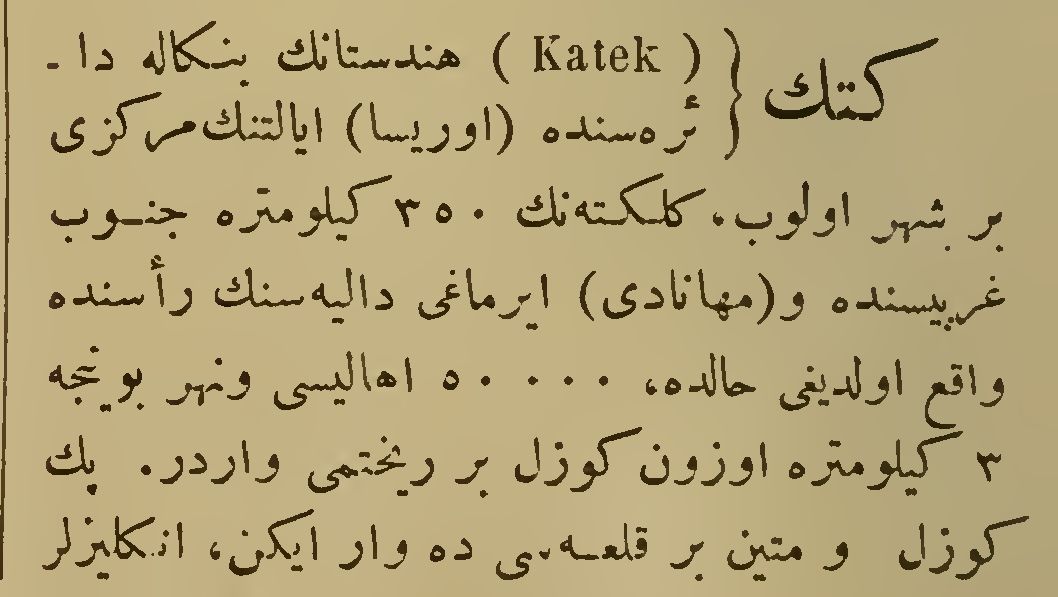 كتك { ( Katek ) هندستانك بنكاله دا ـ
ئره‌سنده (اوريسا) ايالتنك مركزى
بر شهر اولوب، كلكته‌نك ٣٥٠ كيلومتره جنوب
غربيسنده و(مهانادى) ايرماغى داليه‌سنك رأسنده
واقع اولديغى حالده، ٥٠٠٠٠ اهاليسى ونهر بوينجه
٣ كيلومتره اوزون كوزل بر ريختمى واردر. پك
كوزل و متين بر قلعه‌سى ده وار ايكن، انكليزلر